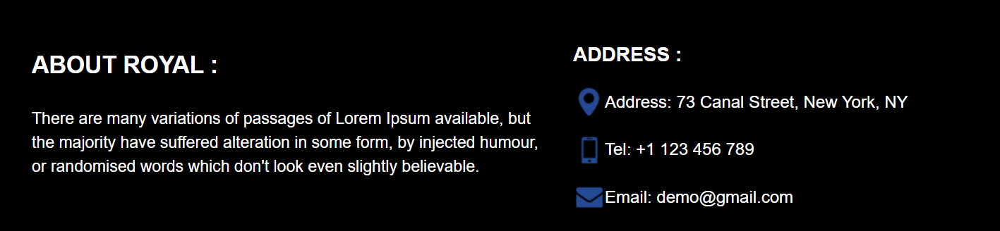 ABOUT ROYAL :
There are many variations of passages of Lorem Ipsum available, but
the majority have suffered alteration in some form, by injected humour,
or randomised words which don't look even slightly believable.
ADDRESS :
Address: 73 Canal Street, New York, NY
Tel: +1 123 456 789
Email: demo@gmail.com